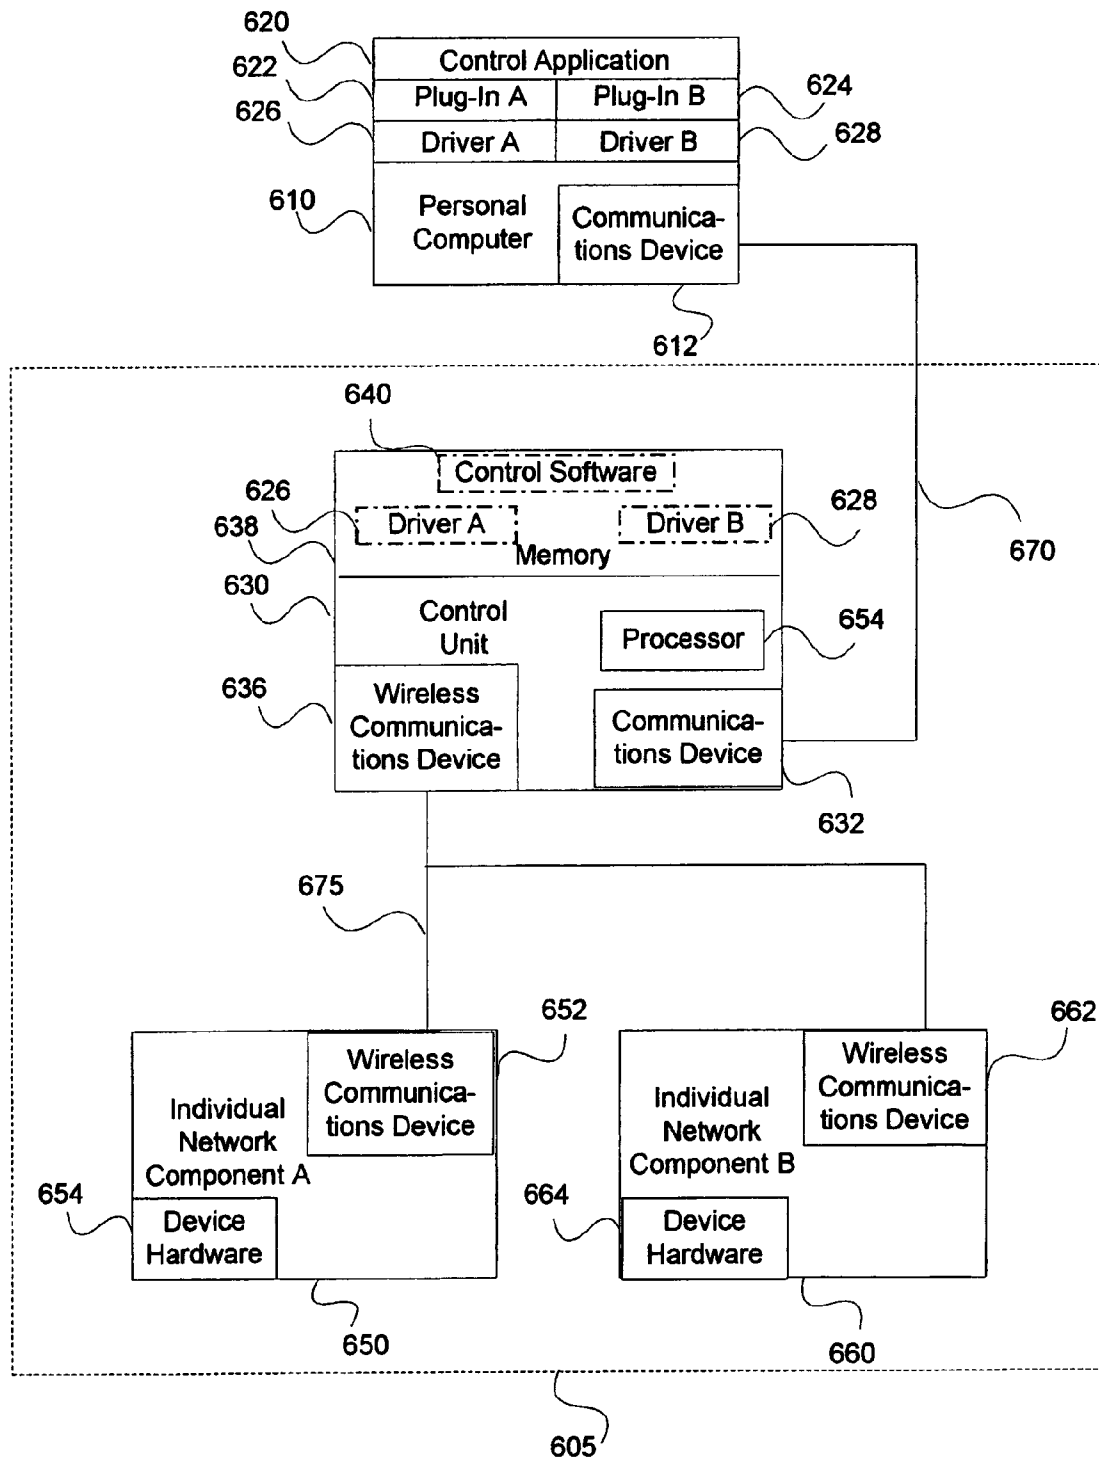 620
Control Application
622
Plug-In A
Plug-In B
624
626
Driver A
Driver B
628
610
Personal
Computer
Communica-
tions Device
612
640
Control Software
626
Driver A
Driver B
628
638
Memory
670
630
Control
Unit
Processor
654
636
Wireless
Communica-
tions Device
Communica-
tions Device
632
675
652
662
Wireless
Communica-
tions Device
Wireless
Communica-
tions Device
Individual
Network
Component A
Individual
Network
Component B
654
Device
Hardware
664
Device
Hardware
650
660
605